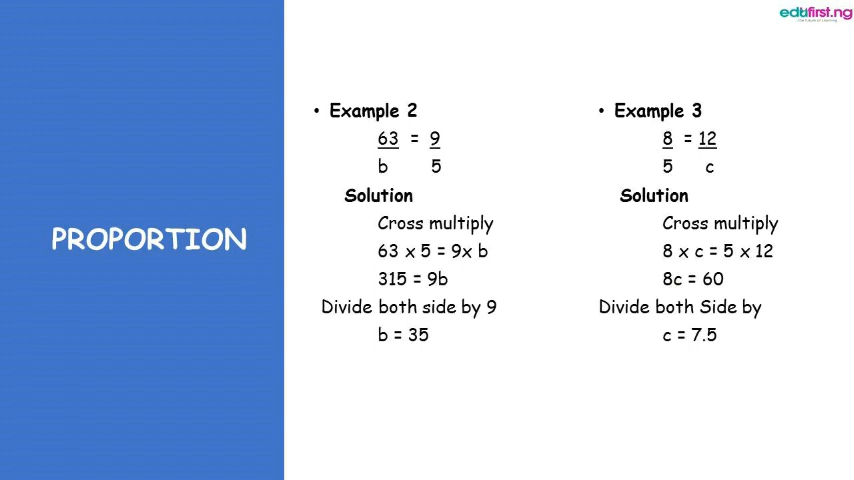 edufirst.ng
PROPORTION
• Example 2
63 = 9
b 5
Solution
Cross multiply
63 x 5 = 9x b
315 = 9b
Divide both side by 9
b = 35
• Example 3
8 = 12
5 c
Solution
Cross multiply
8 x c = 5 x 12
8c = 60
Divide both Side by
c = 7.5